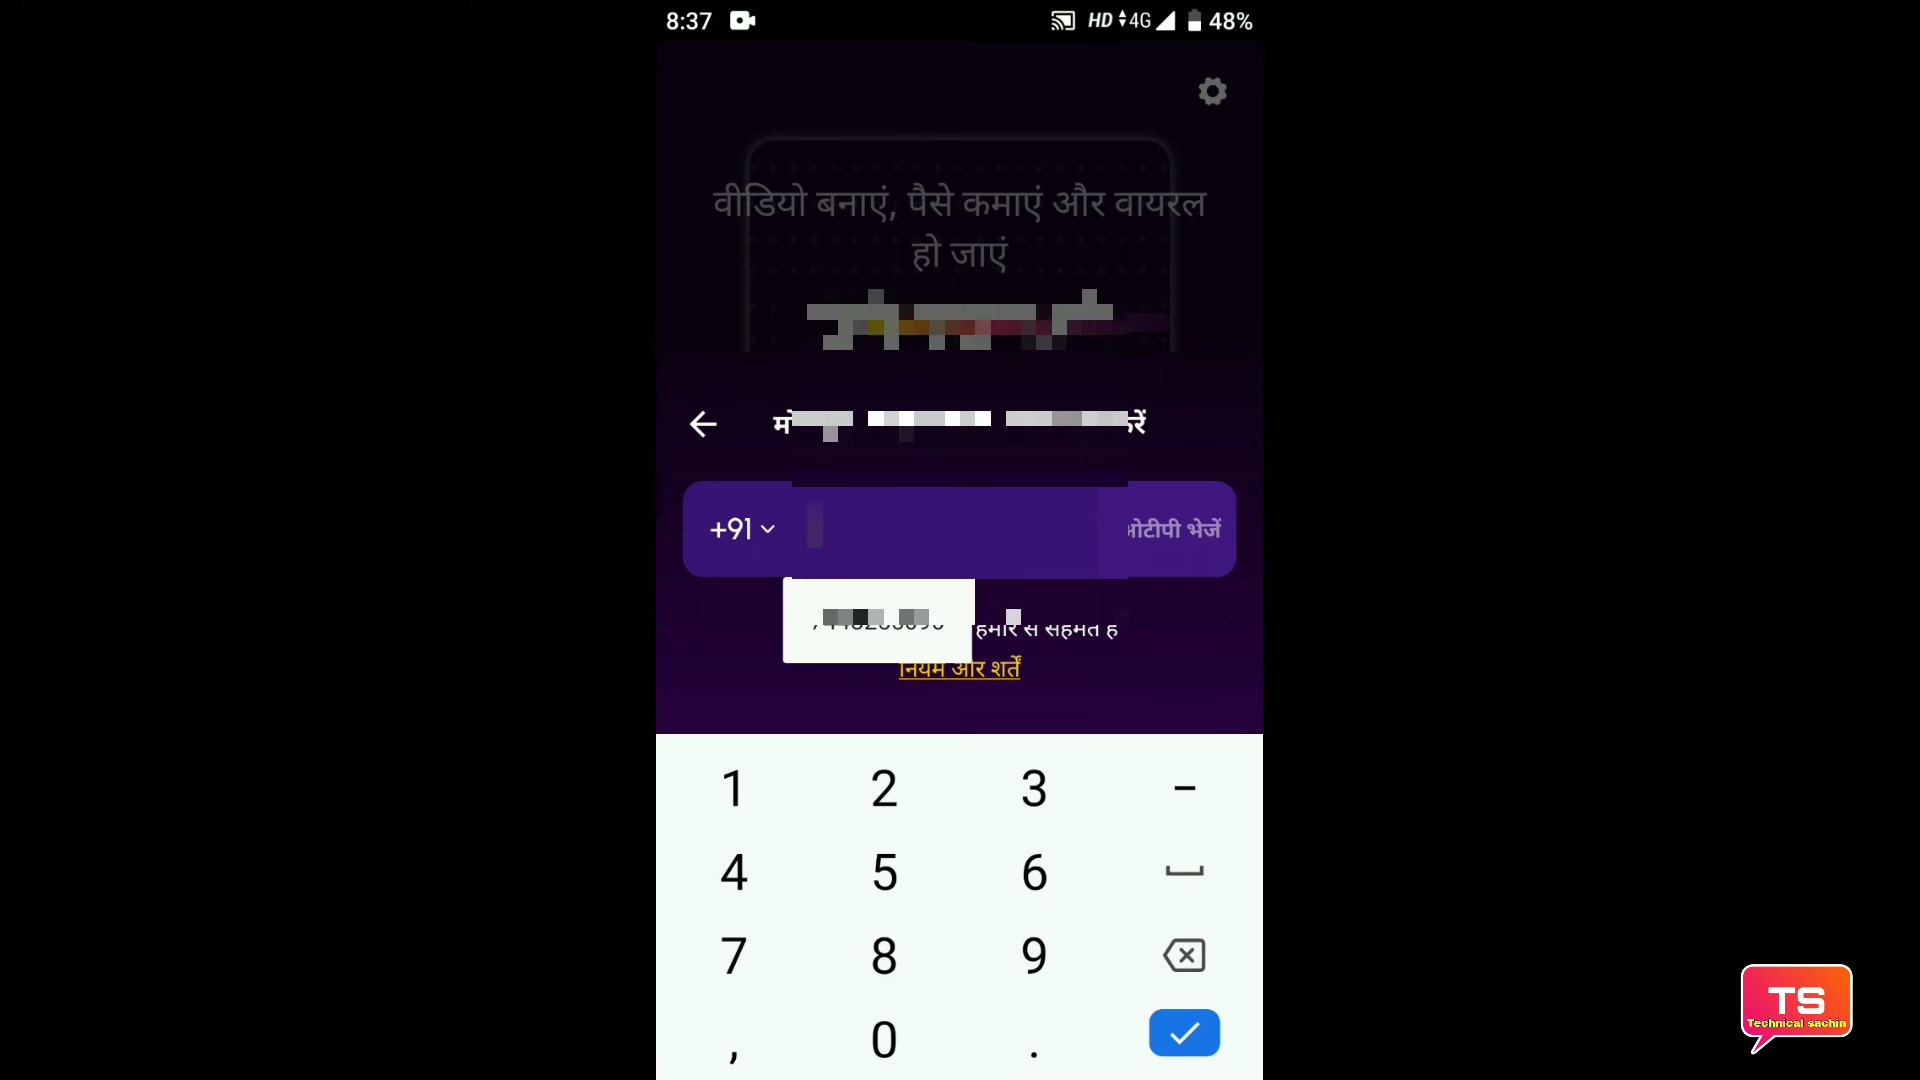 8:37 HD 4G 48%
वीडियो बनाएं, पैसे कमाएं और वायरल
हो जाएं
+91 ओटीपी भेजें
हमारे से सहमत हैं
नियम और शर्तें
1 2 3 -
4 5 6
7 8 9
, 0 .
TS
Technical sachin